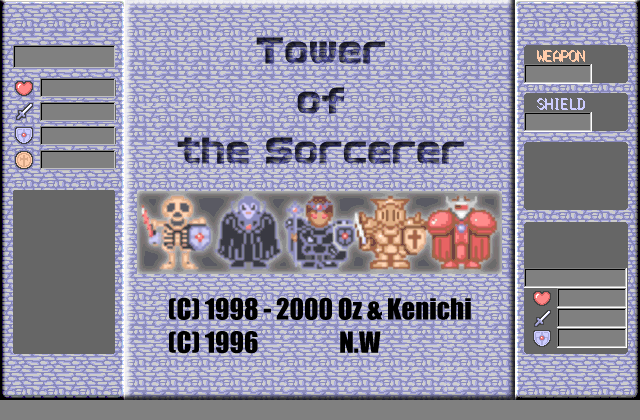 Tower
of
the Sorcerer
WEAPON
SHIELD
(C) 1998 - 2000 Oz & Kenichi
(C) 1996 N.W